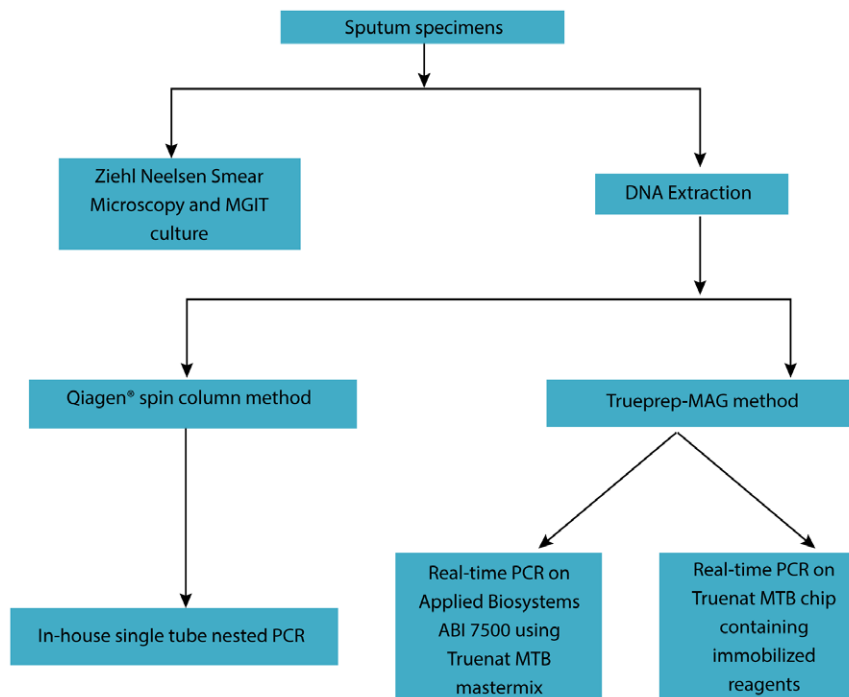 Sputum specimens
Ziehl Neelsen Smear
Microscopy and MGIT
culture
DNA Extraction
Qiagen® spin column method
Trueprep-MAG method
In-house single tube nested PCR
Real-time PCR on
Applied Biosystems
ABI 7500 using
Truenat MTB
mastermix
Real-time PCR on
Truenat MTB chip
containing
immobilized
reagents